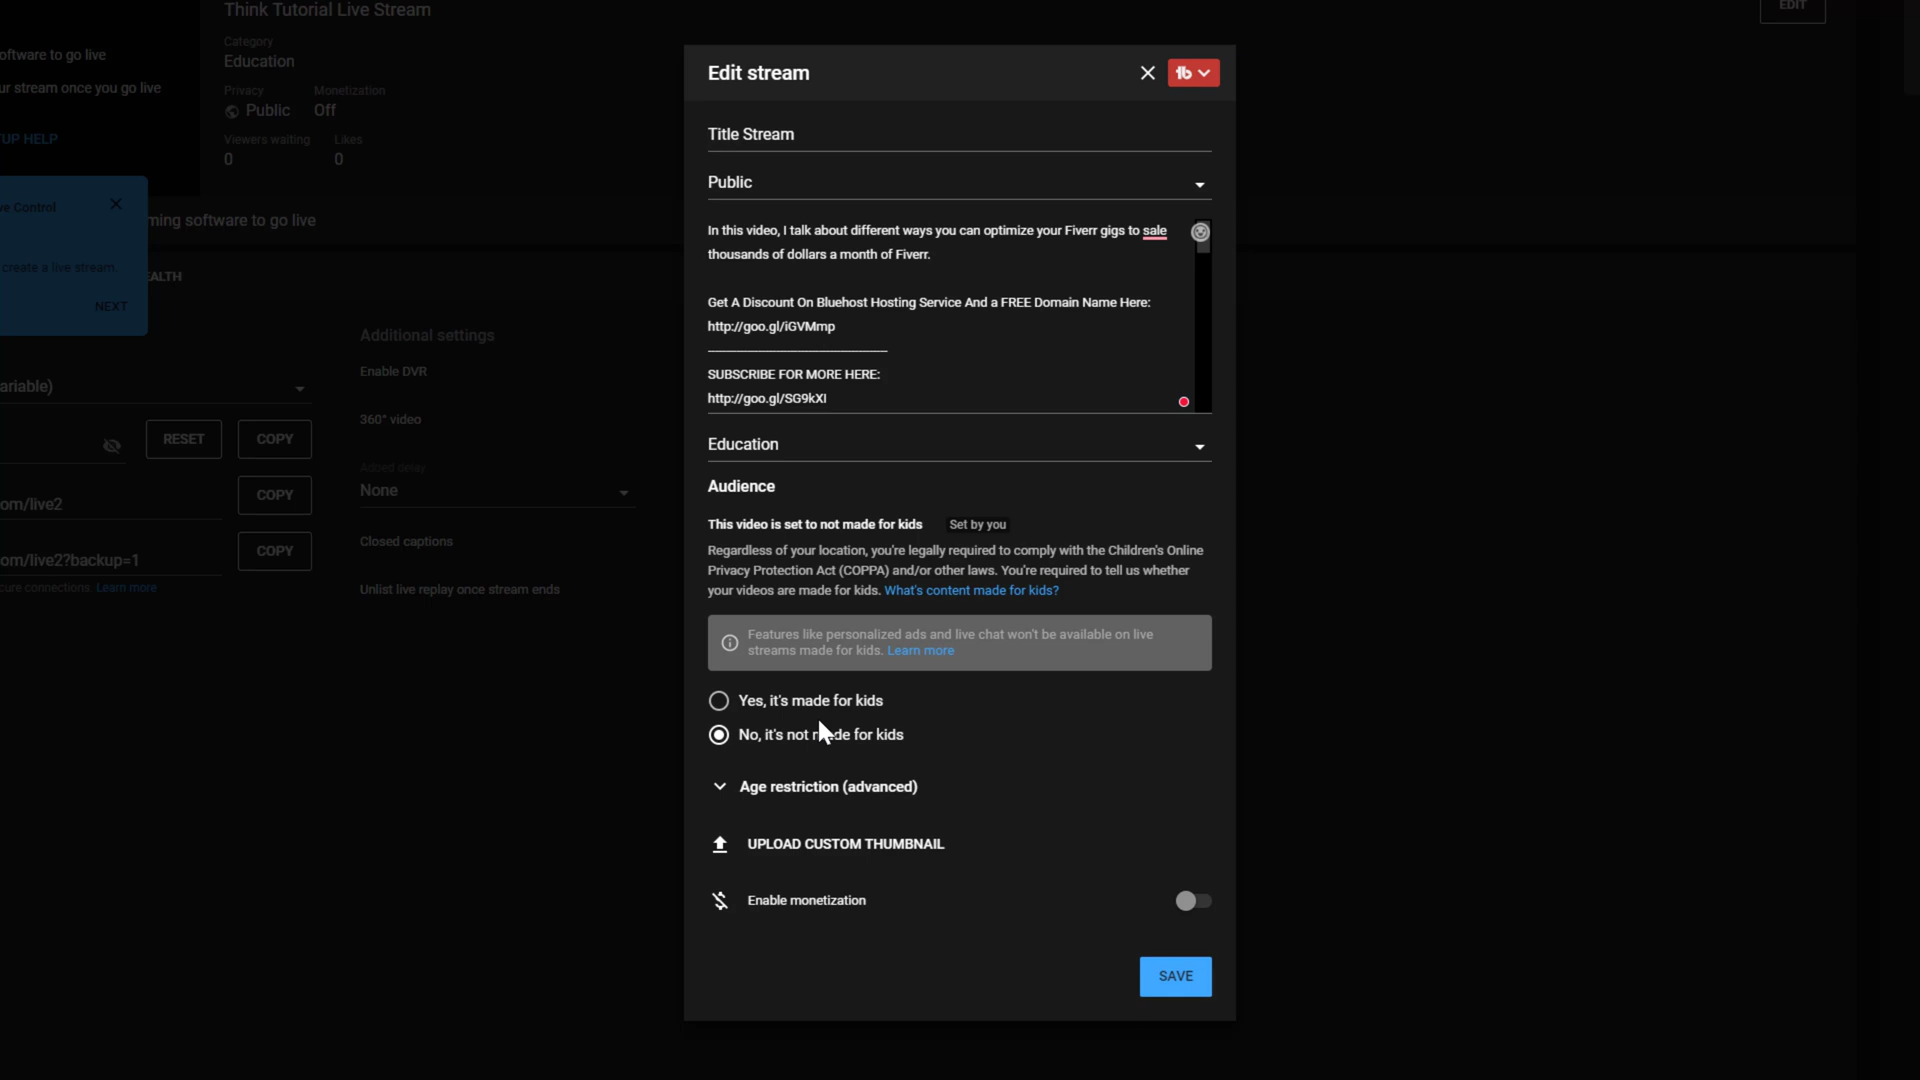 Think Tutorial Live Stream
EDIT
Category
Education
oftware to go live
ur stream once you go live
Privacy
Monetization
Public
Off
TUP HELP
Viewers waiting
Likes
0
0
ve Control
ming software to go live
create a live stream.
EALTH
NEXT
Additional settings
Enable DVR
ariable)
360° video
RESET
COPY
Added delay
None
om/live2
COPY
Closed captions
om/live2?backup=1
COPY
cure connections. Learn more
Unlist live replay once stream ends
Edit stream
Title Stream
Public
In this video, I talk about different ways you can optimize your Fiverr gigs to sale
thousands of dollars a month of Fiverr.
Get A Discount On Bluehost Hosting Service And a FREE Domain Name Here:
http://goo.gl/iGVMmp
SUBSCRIBE FOR MORE HERE:
http://goo.gl/SG9kXI
Education
Audience
This video is set to not made for kids Set by you
Regardless of your location, you're legally required to comply with the Children's Online
Privacy Protection Act (COPPA) and/or other laws. You're required to tell us whether
your videos are made for kids. What's content made for kids?
Features like personalized ads and live chat won't be available on live
streams made for kids. Learn more
Yes, it's made for kids
No, it's not made for kids
Age restriction (advanced)
UPLOAD CUSTOM THUMBNAIL
Enable monetization
SAVE